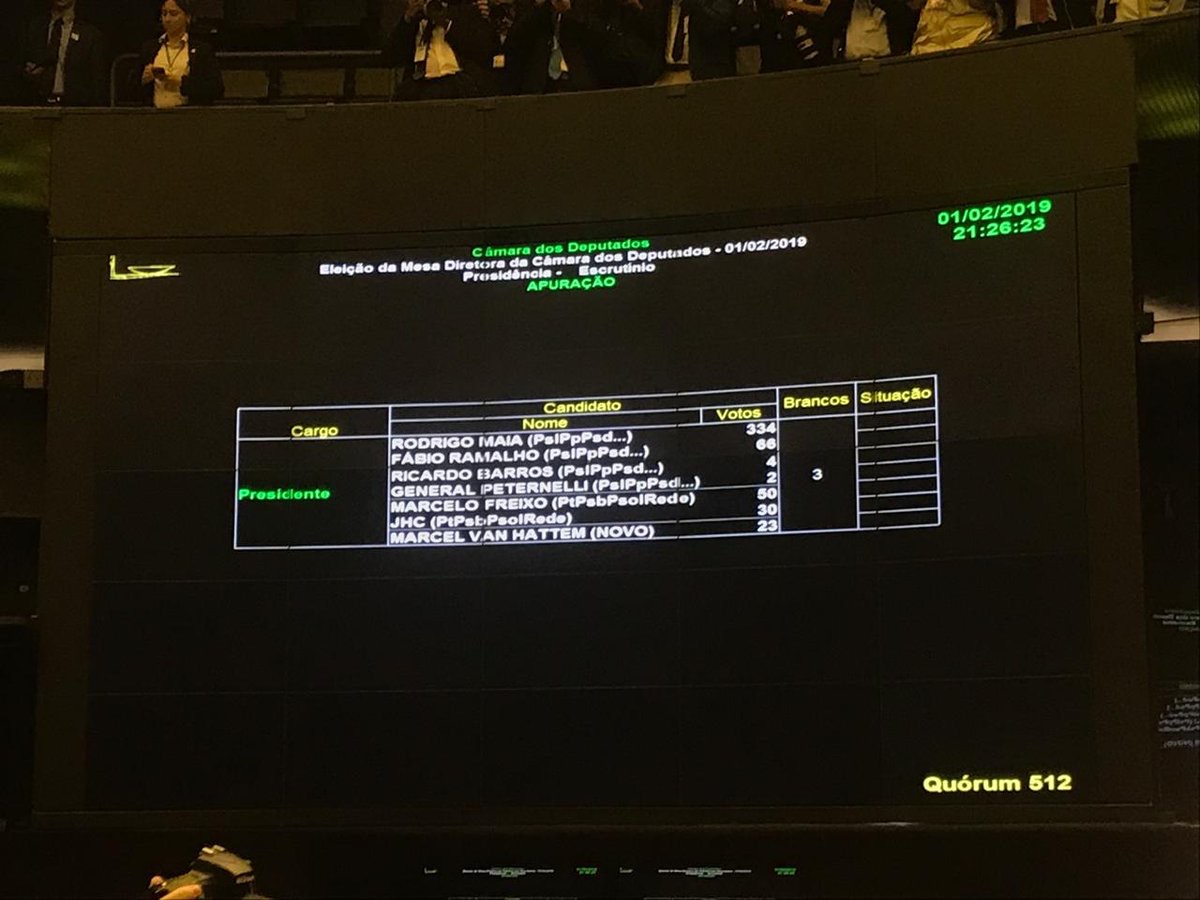 01/02/2019
21:26:23
Câmara dos Deputados
Eleição da Mesa Diretora da Câmara dos Deputados - 01/02/2019
Presidência - Escrutínio
APURAÇÃO
Cargo Candidato Brancos Situação
Nome Votos
RODRIGO MAIA (PslPpPsd...) 334
FÁBIO RAMALHO (PslPpPsd...) 66
RICARDO BARROS (PslPpPsd...) 4
Presidente GENERAL PETERNELLI (PslPpPsd...) 2 3
MARCELO FREIXO (PtPsbPsolRede) 50
JHC (PtPsbPsolRede) 30
MARCEL VAN HATTEM (NOVO) 23
Quórum 512